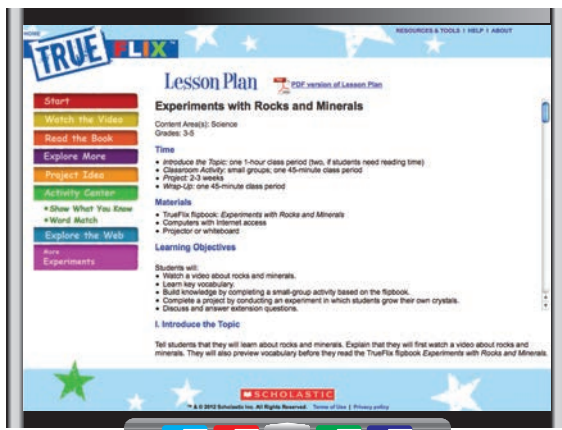 HOME
RESOURCES & TOOLS | HELP | ABOUT
TRUE FLIX™
Lesson Plan
PDF version of Lesson Plan
Start
Watch the Video
Read the Book
Explore More
Project Idea
Activity Center
• Show What You Know
• Word Match
Explore the Web
More
Experiments
Experiments with Rocks and Minerals
Content Area(s): Science
Grades: 3-5
Time
• Introduce the Topic: one 1-hour class period (two, if students need reading time)
• Classroom Activity: small groups; one 45-minute class period
• Project: 2-3 weeks
• Wrap-Up: one 45-minute class period
Materials
• TrueFlix flipbook: Experiments with Rocks and Minerals
• Computers with Internet access
• Projector or whiteboard
Learning Objectives
Students will:
• Watch a video about rocks and minerals.
• Learn key vocabulary.
• Build knowledge by completing a small-group activity based on the flipbook.
• Complete a project by conducting an experiment in which students grow their own crystals.
• Discuss and answer extension questions.
I. Introduce the Topic
Tell students that they will learn about rocks and minerals. Explain that they will first watch a video about rocks and
minerals. They will also preview vocabulary before they read the TrueFlix flipbook Experiments with Rocks and Minerals.
SCHOLASTIC
™ & © 2012 Scholastic Inc. All Rights Reserved. Terms of Use | Privacy policy